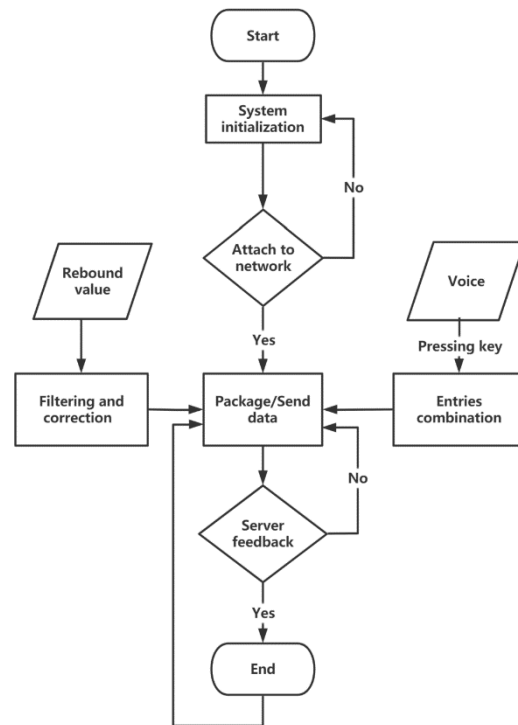 Start
System
initialization
No
Attach to
network
Rebound
value
Voice
Yes
Pressing key
Filtering and
correction
Package/Send
data
Entries
combination
No
Server
feedback
Yes
End